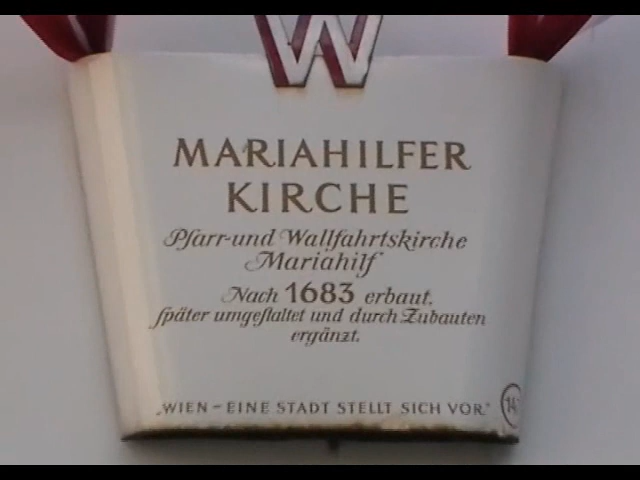 W
MARIAHILFER
KIRCHE
Pfarr-und Wallfahrtskirche
Mariahilf
Nach 1683 erbaut,
später umgestaltet und durch Zubauten
ergänzt.
„WIEN – EINE STADT STELLT SICH VOR“ 14